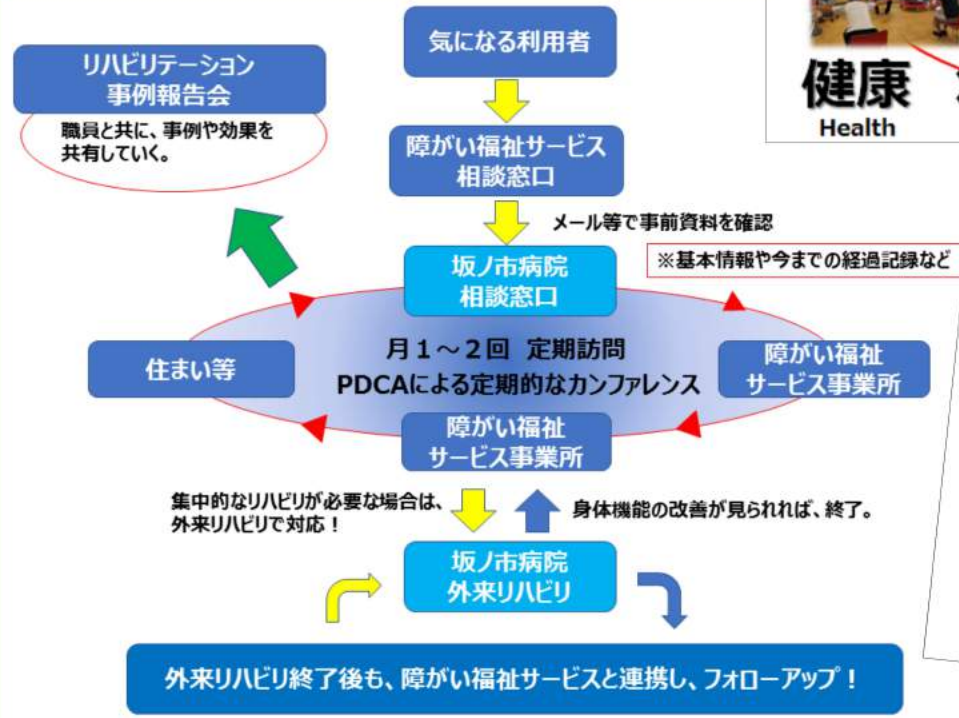 気になる利用者
リハビリテーション
事例報告会
職員と共に、事例や効果を
共有していく。
健康
Health
障がい福祉サービス
相談窓口
メール等で事前資料を確認
※基本情報や今までの経過記録など
坂ノ市病院
相談窓口
月1～2回 定期訪問
PDCAによる定期的なカンファレンス
住まい等
障がい福祉
サービス事業所
障がい福祉
サービス事業所
集中的なリハビリが必要な場合は、
外来リハビリで対応！
身体機能の改善が見られれば、終了。
坂ノ市病院
外来リハビリ
外来リハビリ終了後も、障がい福祉サービスと連携し、フォローアップ！